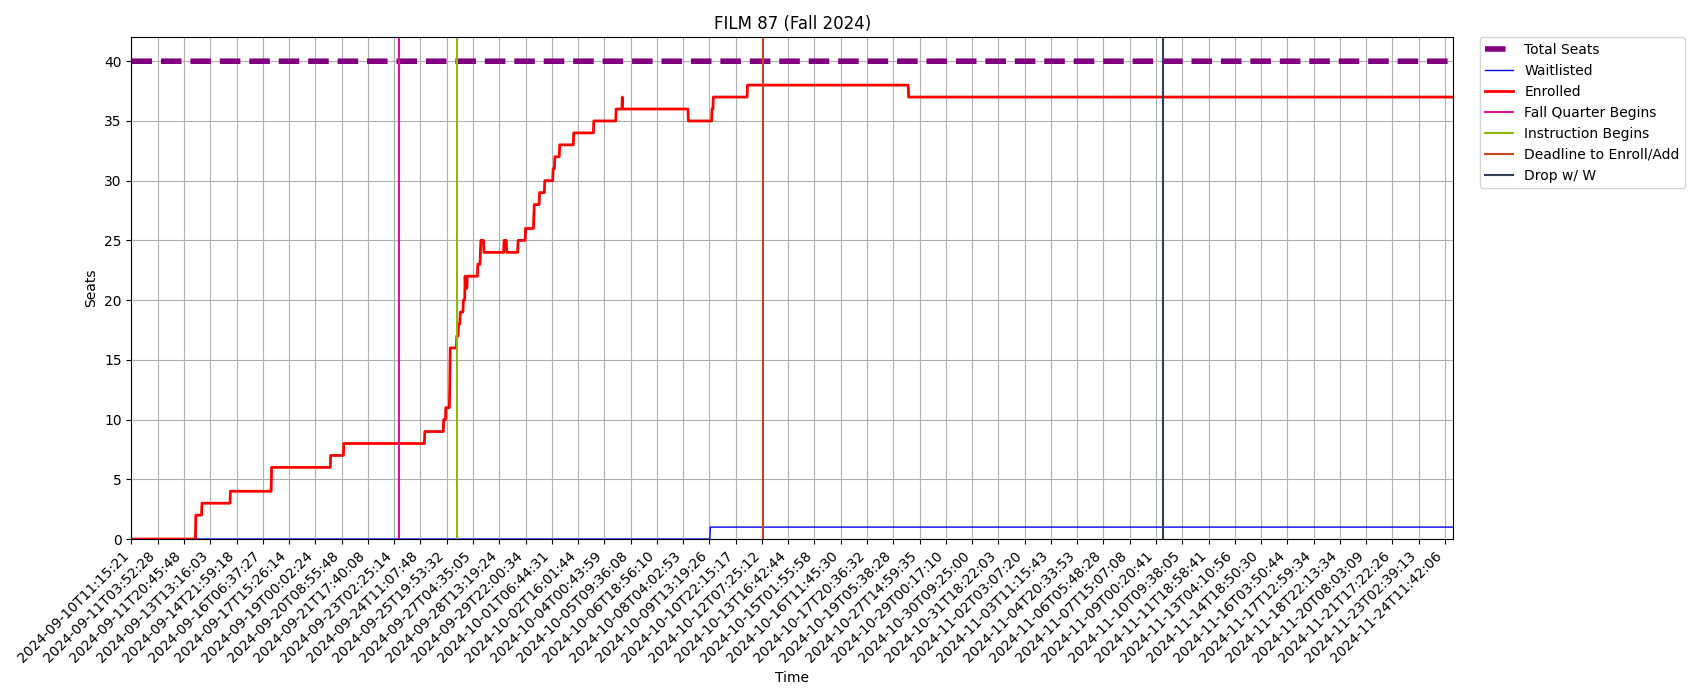 FILM 87 (Fall 2024)
Total Seats
Waitlisted
Enrolled
Fall Quarter Begins
Instruction Begins
Deadline to Enroll/Add
Drop w/ W
Seats
40
35
30
25
20
15
10
5
0
2024-09-10T11:15:21
2024-09-11T03:52:28
2024-09-11T20:45:48
2024-09-13T13:16:03
2024-09-14T21:59:18
2024-09-16T06:37:27
2024-09-17T15:26:14
2024-09-19T00:02:24
2024-09-20T08:55:48
2024-09-21T17:40:08
2024-09-23T02:25:14
2024-09-24T11:07:48
2024-09-25T19:53:32
2024-09-27T04:35:05
2024-09-28T13:19:24
2024-09-29T22:00:34
2024-10-01T06:44:31
2024-10-02T16:01:44
2024-10-04T00:43:59
2024-10-05T09:36:08
2024-10-06T18:56:10
2024-10-08T04:02:53
2024-10-09T13:19:26
2024-10-10T22:15:17
2024-10-12T07:25:12
2024-10-13T16:42:44
2024-10-15T01:55:58
2024-10-16T11:45:30
2024-10-17T20:36:32
2024-10-19T05:38:28
2024-10-27T14:59:35
2024-10-29T00:17:10
2024-10-30T09:25:00
2024-10-31T18:22:03
2024-11-02T03:07:20
2024-11-03T11:15:43
2024-11-04T20:33:53
2024-11-06T05:48:28
2024-11-07T15:07:08
2024-11-09T00:20:41
2024-11-10T09:38:05
2024-11-11T18:58:41
2024-11-13T04:10:56
2024-11-14T18:50:30
2024-11-16T03:50:44
2024-11-17T12:59:34
2024-11-18T22:13:34
2024-11-20T08:03:09
2024-11-21T17:22:26
2024-11-23T02:39:13
2024-11-24T11:42:06
Time